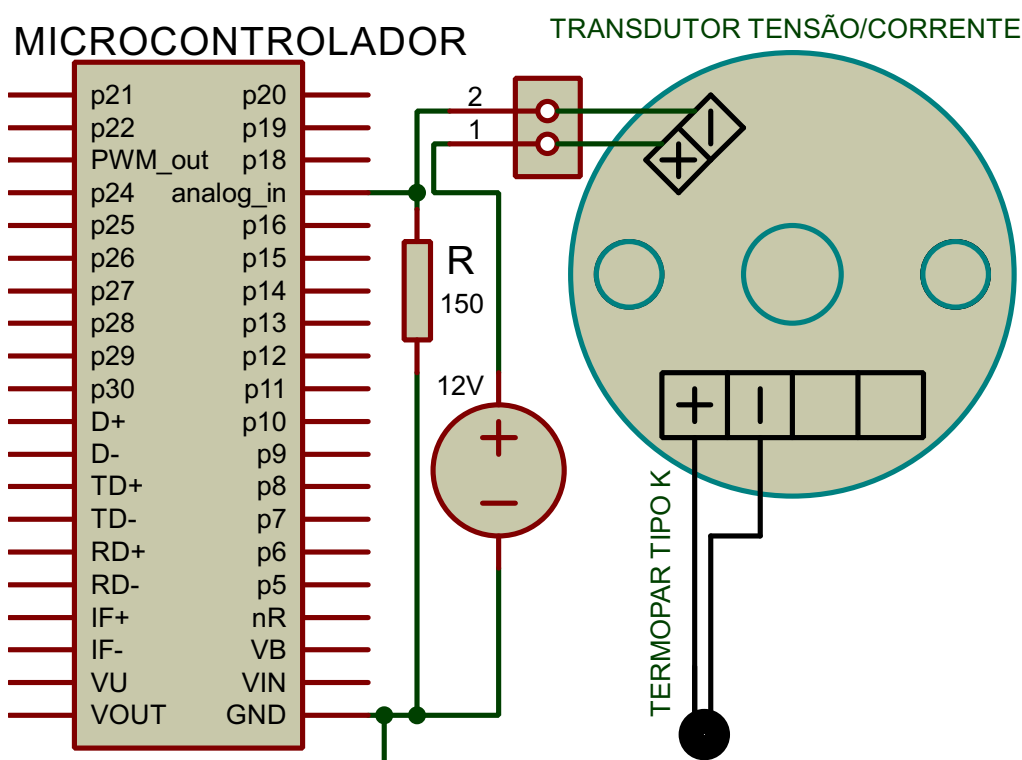 TRANSDUTOR TENSÃO/CORRENTE
MICROCONTROLADOR
p21 p20
p22 p19
PWM_out p18
p24 analog_in
p25 p16
p26 p15
p27 p14
p28 p13
p29 p12
p30 p11
D+ p10
D- p9
TD+ p8
TD- p7
RD+ p6
RD- p5
IF+ nR
IF- VB
VU VIN
VOUT GND
2
1
R
150
12V
+
−
−
+
+ −
TERMOPAR TIPO K